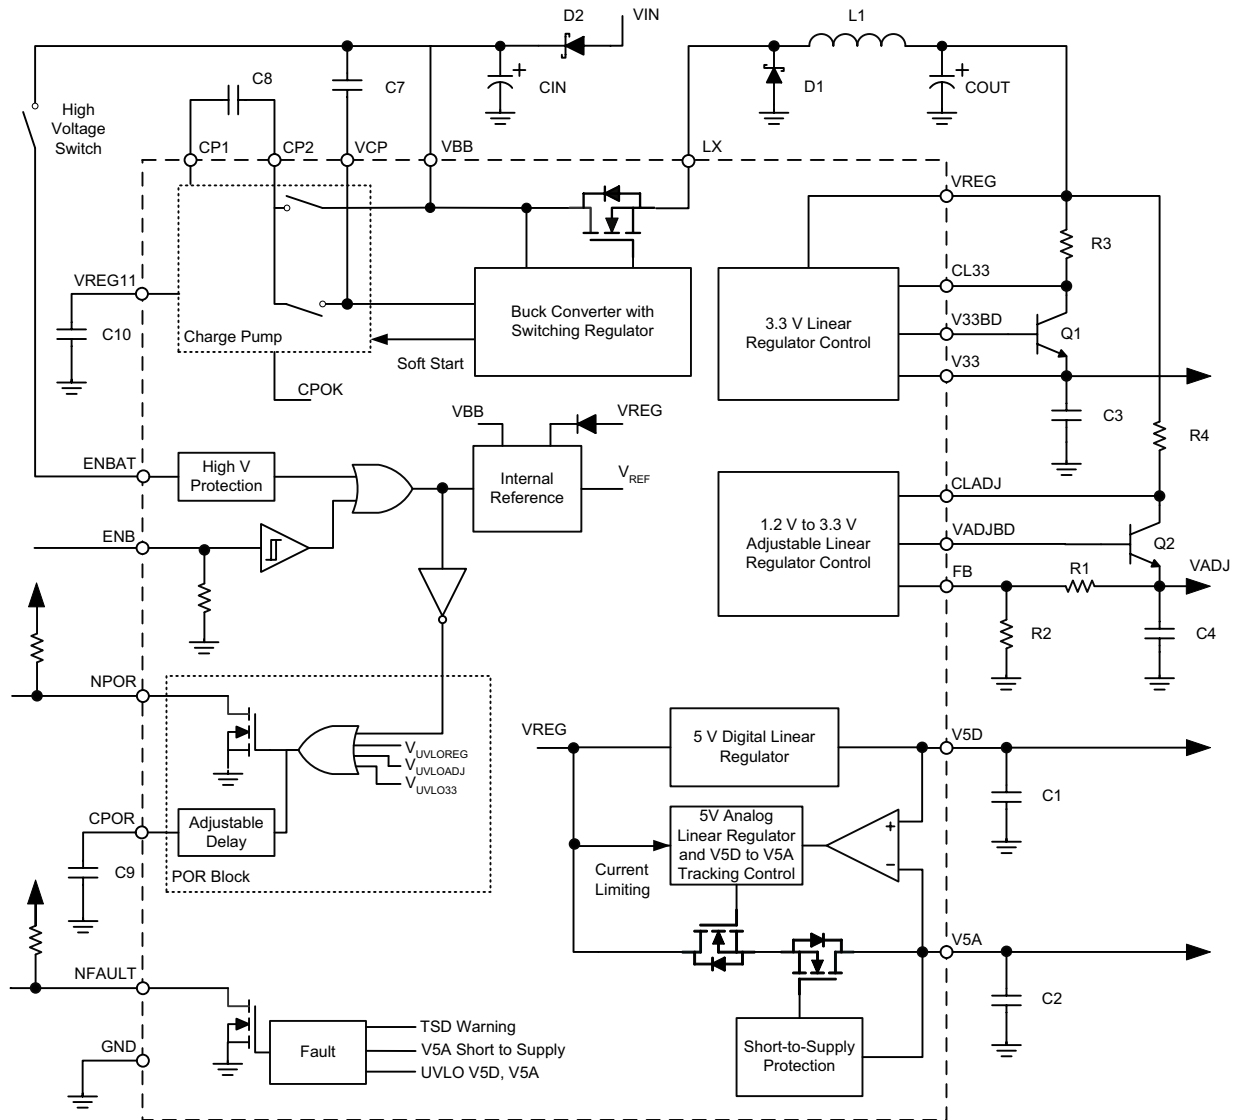 D2
VIN
L1
C8
C7
CIN
D1
COUT
High
Voltage
Switch
CP1
CP2
VCP
VBB
LX
VREG
R3
VREG11
CL33
Buck Converter with
Switching Regulator
3.3 V Linear
Regulator Control
V33BD
Q1
C10
Charge Pump
Soft Start
V33
CPOK
C3
VBB
VREG
R4
ENBAT
High V
Protection
Internal
Reference
VREF
CLADJ
1.2 V to 3.3 V
Adjustable Linear
Regulator Control
VADJBD
Q2
ENB
FB
R1
VADJ
R2
C4
NPOR
VREG
5 V Digital Linear
Regulator
V5D
VUVLOREG
VUVLOADJ
VUVLO33
C1
CPOR
Adjustable
Delay
5V Analog
Linear Regulator
and V5D to V5A
Tracking Control
+
–
Current
Limiting
C9
POR Block
V5A
NFAULT
C2
TSD Warning
Fault
V5A Short to Supply
UVLO V5D, V5A
Short-to-Supply
Protection
GND